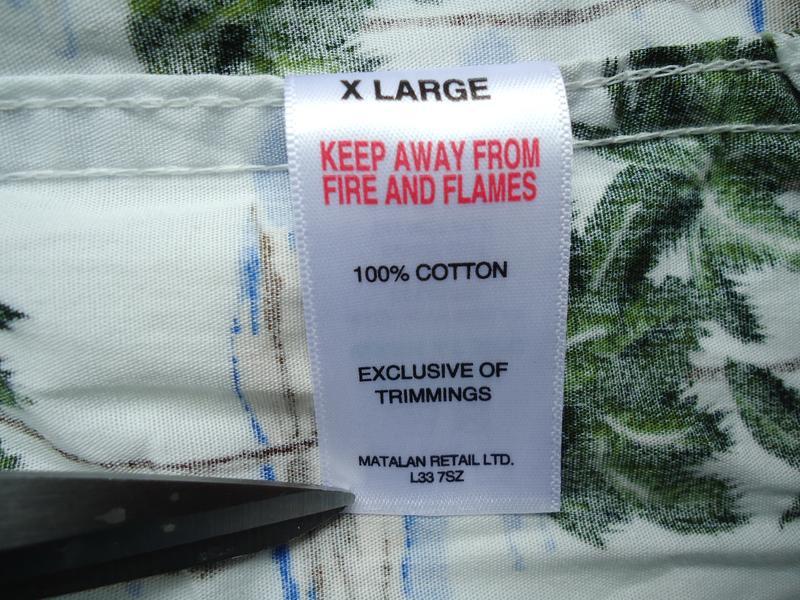 X LARGE
KEEP AWAY FROM
FIRE AND FLAMES
100% COTTON
EXCLUSIVE OF
TRIMMINGS
MATALAN RETAIL LTD.
L33 7SZ